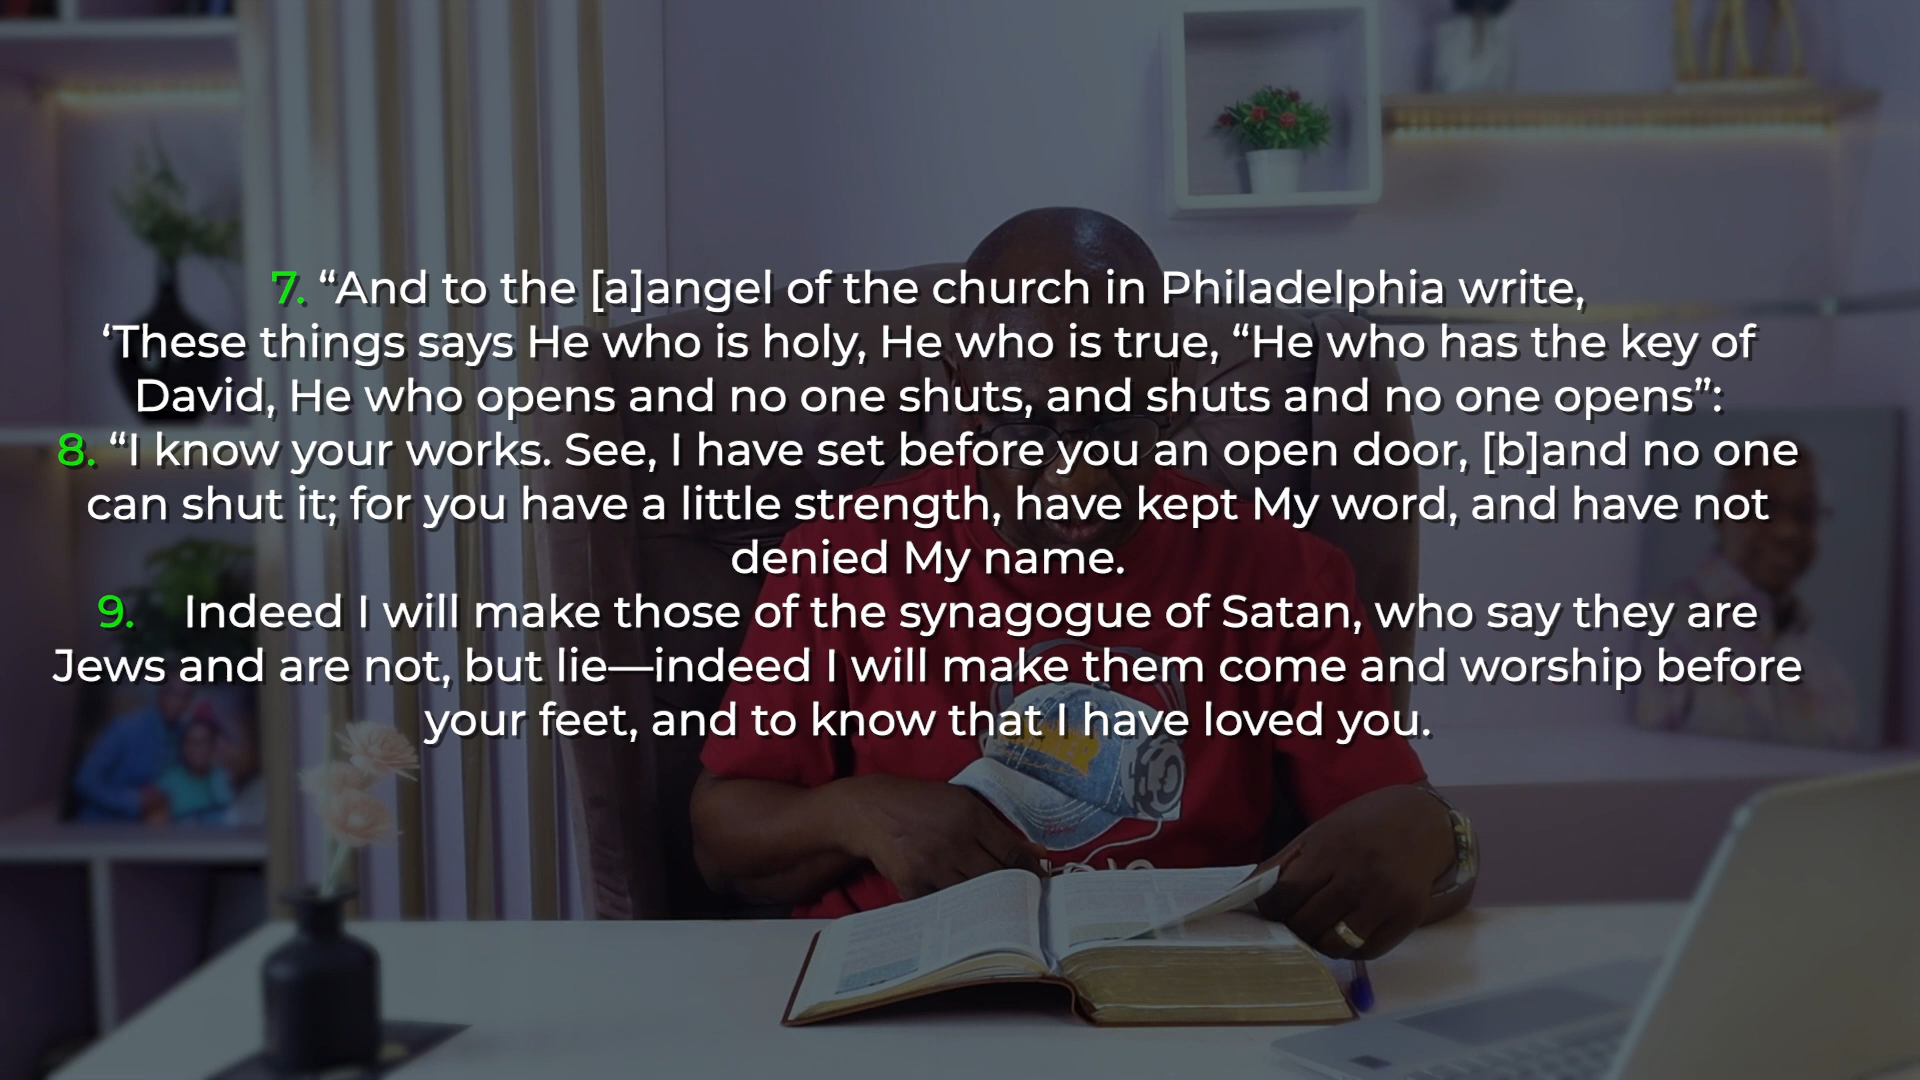 7. “And to the [a]angel of the church in Philadelphia write,
‘These things says He who is holy, He who is true, “He who has the key of
David, He who opens and no one shuts, and shuts and no one opens”:
8. “I know your works. See, I have set before you an open door, [b]and no one
can shut it; for you have a little strength, have kept My word, and have not
denied My name.
9. Indeed I will make those of the synagogue of Satan, who say they are
Jews and are not, but lie—indeed I will make them come and worship before
your feet, and to know that I have loved you.